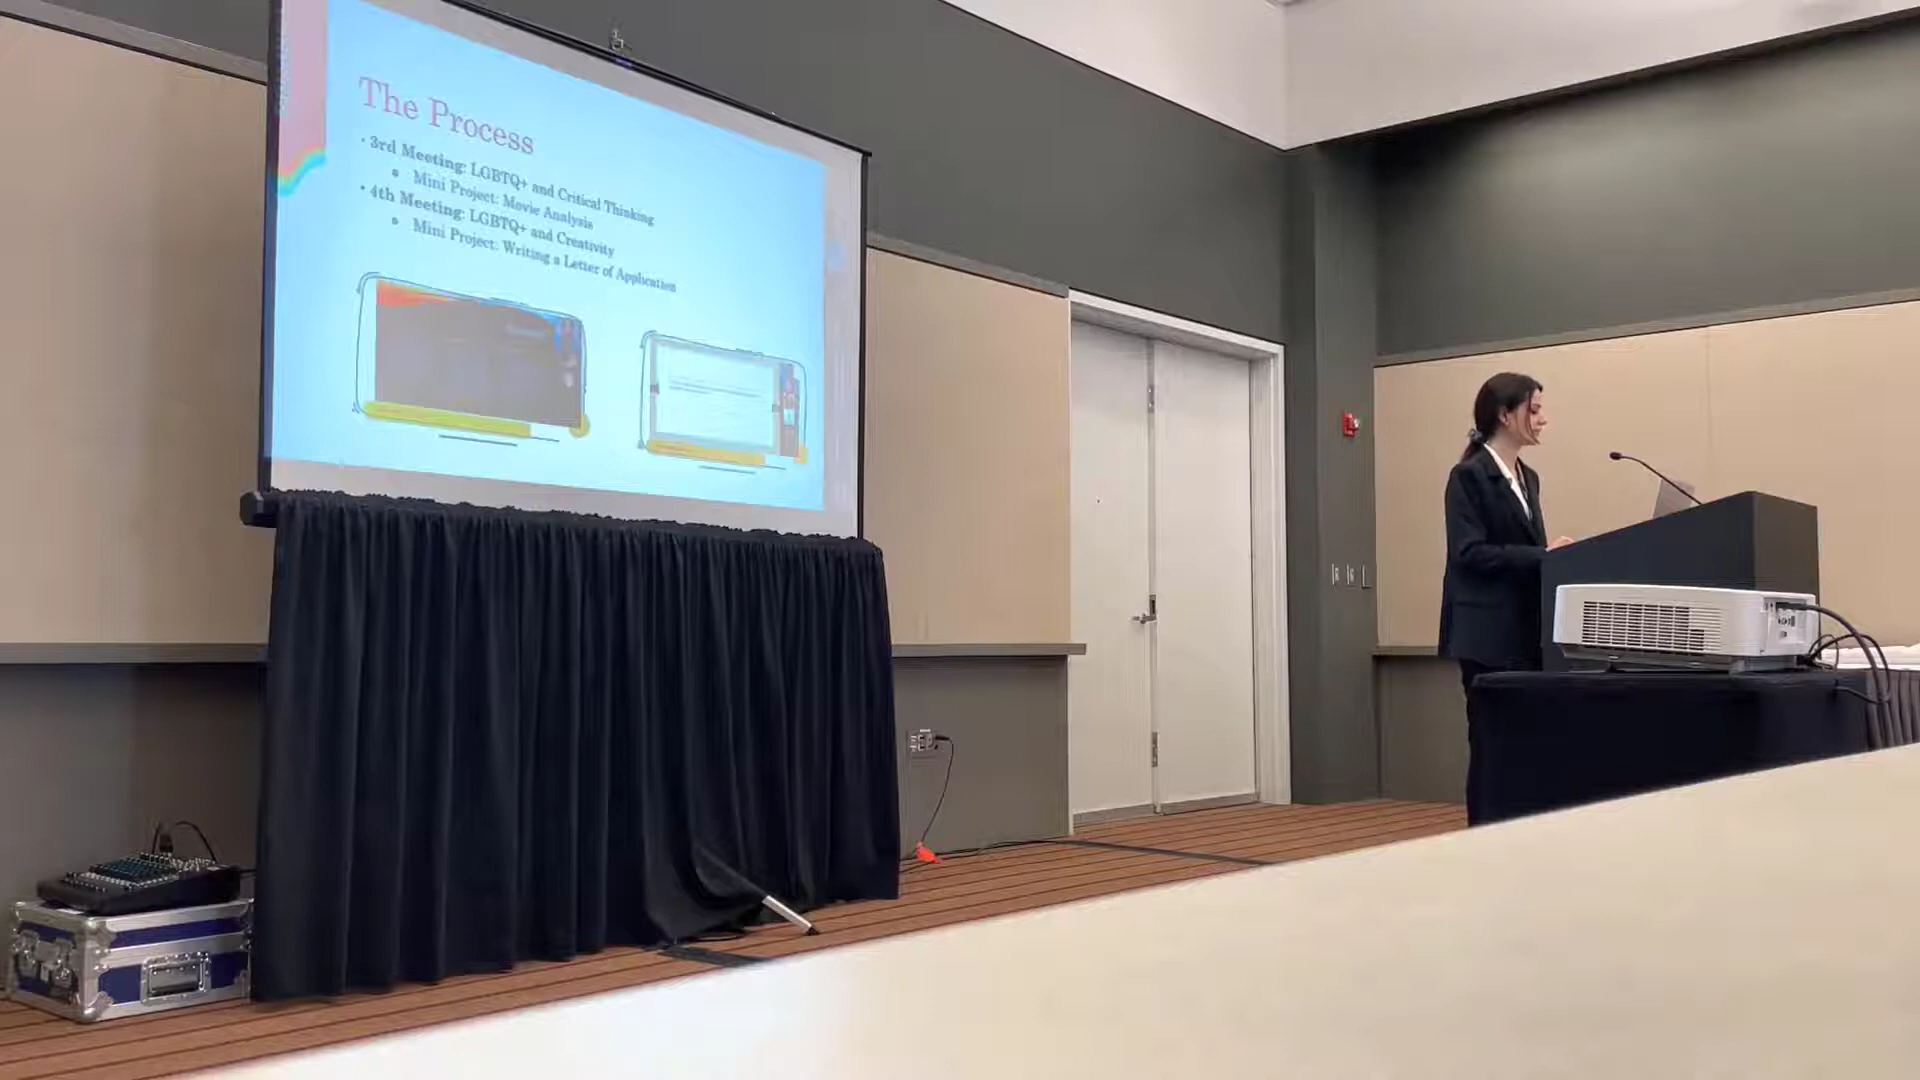 The Process
• 3rd Meeting: LGBTQ+ and Critical Thinking
• Mini Project: Movie Analysis
• 4th Meeting: LGBTQ+ and Creativity
• Mini Project: Writing a Letter of Application